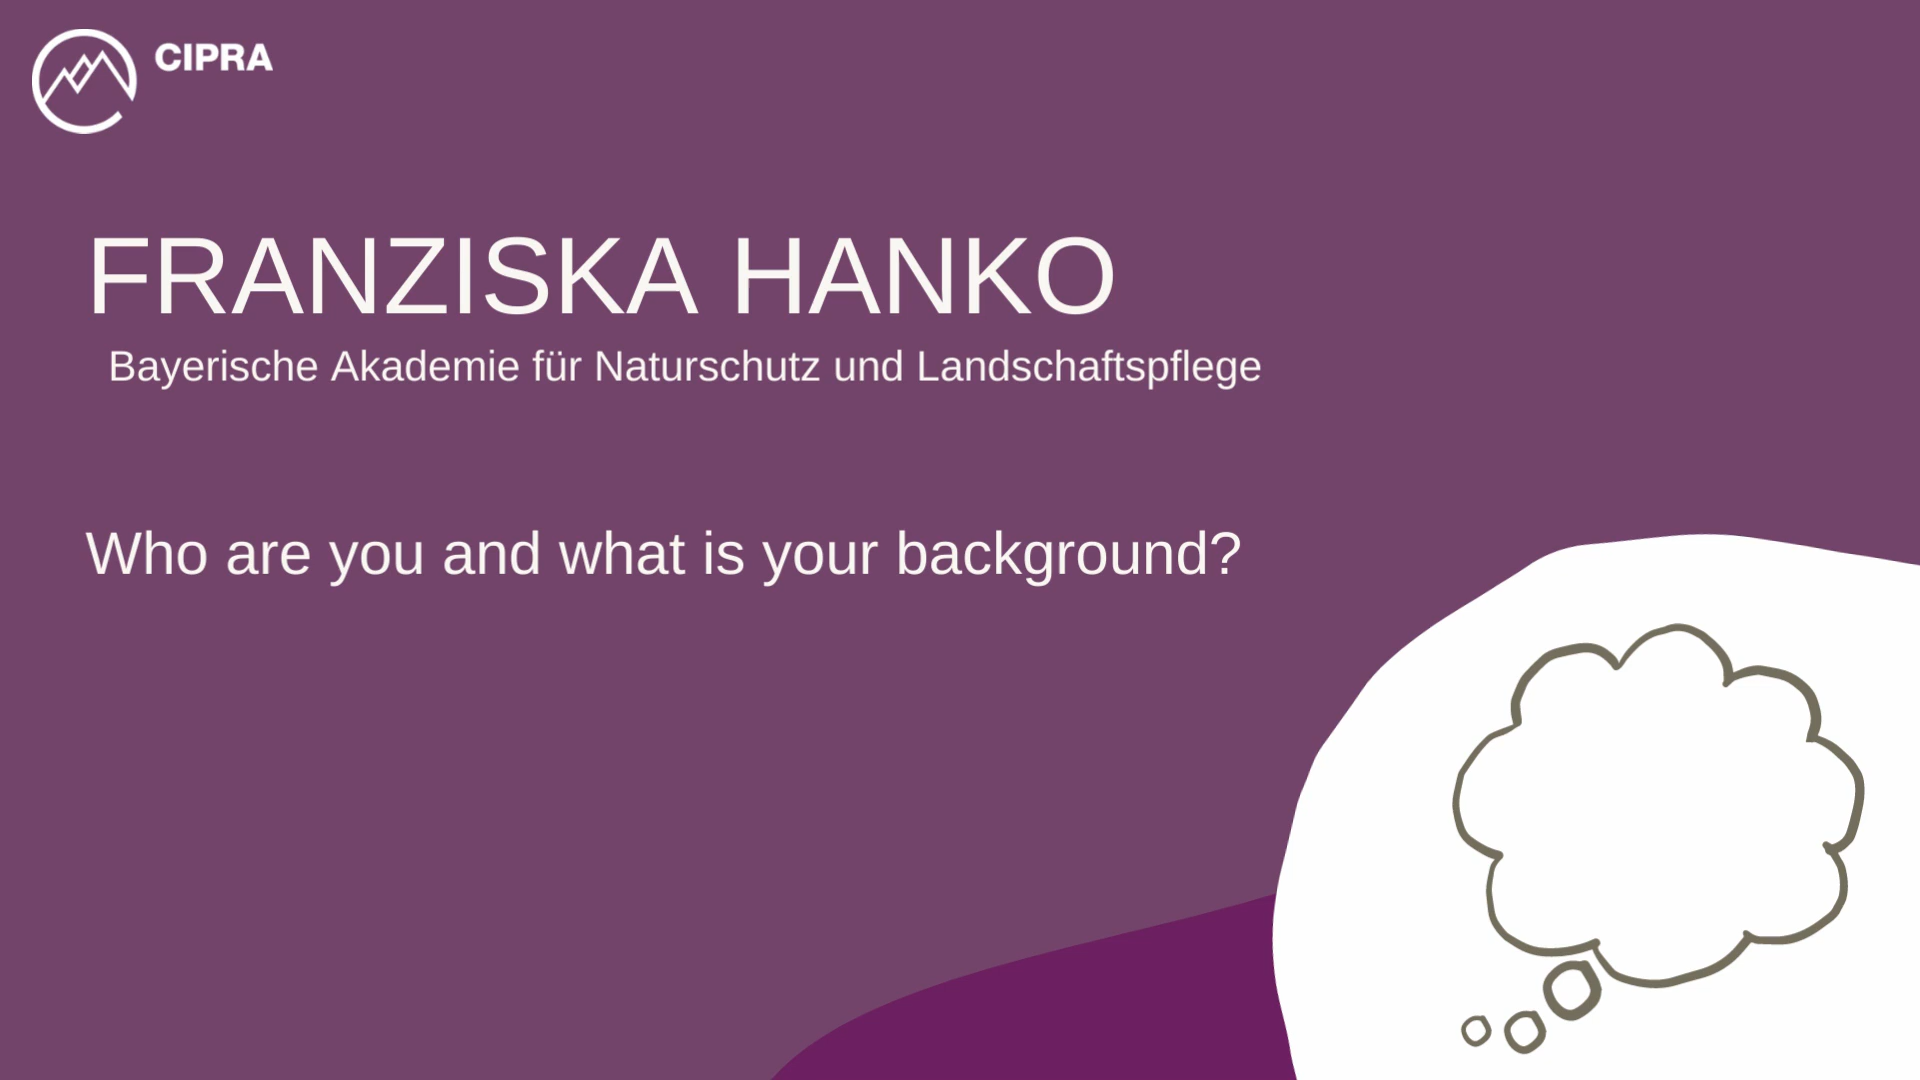 CIPRA
FRANZISKA HANKO
Bayerische Akademie für Naturschutz und Landschaftspflege
Who are you and what is your background?